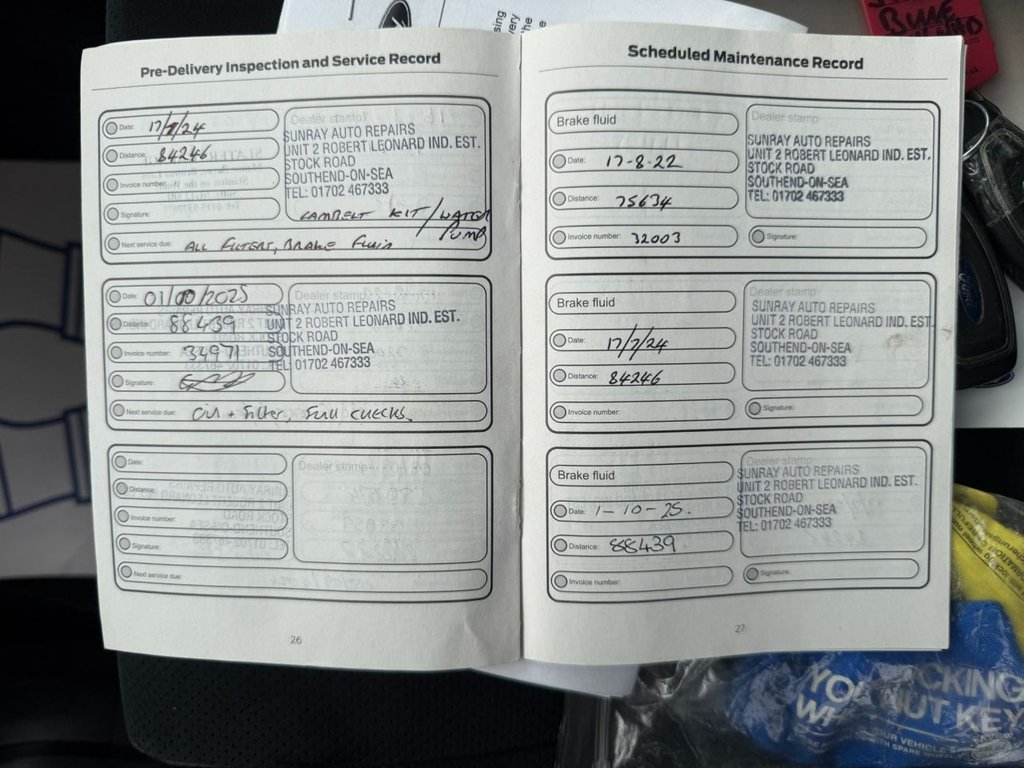 Pre-Delivery Inspection and Service Record
Date: 17/7/24
Distance: 84246
Invoice number:
Signature:
Dealer stamp
SUNRAY AUTO REPAIRS
UNIT 2 ROBERT LEONARD IND. EST.
STOCK ROAD
SOUTHEND-ON-SEA
TEL: 01702 467333
CAMBELT KIT/WATER
PUMP
Next service due: ALL FILTERS, BRAKE FLUID
Date: 01/10/2025
Distance: 88439
Invoice number: 34971
Signature:
Dealer stamp
SUNRAY AUTO REPAIRS
UNIT 2 ROBERT LEONARD IND. EST.
STOCK ROAD
SOUTHEND-ON-SEA
TEL: 01702 467333
Next service due: Oil + Filter, Full CHECKS.
Date:
Distance:
Invoice number:
Signature:
Dealer stamp
Next service due:
26
Scheduled Maintenance Record
Brake fluid
Date: 17-8-22
Distance: 75634
Invoice number: 32003
Dealer stamp
SUNRAY AUTO REPAIRS
UNIT 2 ROBERT LEONARD IND. EST.
STOCK ROAD
SOUTHEND-ON-SEA
TEL: 01702 467333
Signature:
Brake fluid
Date: 17/7/24
Distance: 84246
Invoice number:
Dealer stamp
SUNRAY AUTO REPAIRS
UNIT 2 ROBERT LEONARD IND. EST.
STOCK ROAD
SOUTHEND-ON-SEA
TEL: 01702 467333
Signature:
Brake fluid
Date: 1-10-25.
Distance: 88439
Invoice number:
Dealer stamp
SUNRAY AUTO REPAIRS
UNIT 2 ROBERT LEONARD IND. EST.
STOCK ROAD
SOUTHEND-ON-SEA
TEL: 01702 467333
Signature:
27
Ford
the
NUT KEY